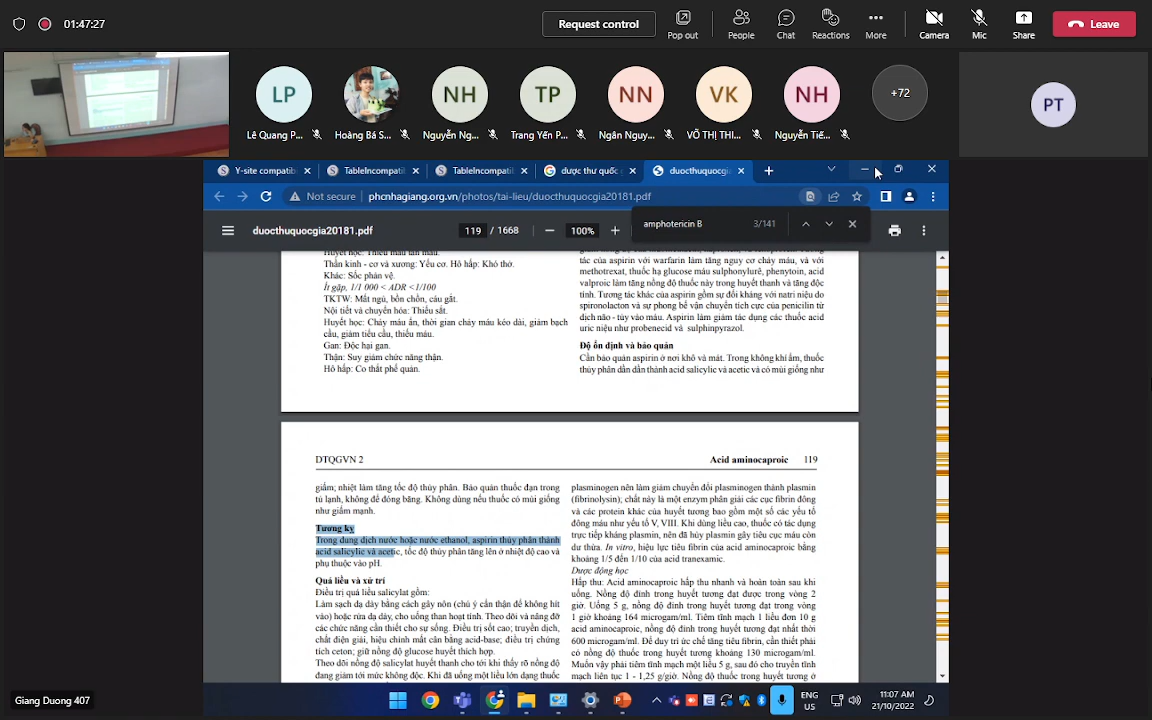 01:47:27
Request control
Pop out
People
Chat
Reactions
More
Camera
Mic
Share
Leave
LP
NH
TP
NN
VK
NH
+72
PT
Lê Quang P...
Hoàng Bá S...
Nguyễn Ng...
Trang Yến P...
Ngân Nguy...
VÕ THỊ THI...
Nguyễn Tiế...
Y-site compatib
TableIncompati
TableIncompati
dược thư quốc
duocthuquocgi
Not secure
phcnhagiang.org.vn/photos/tai-lieu/duocthuquocgia20181.pdf
duocthuquocgia20181.pdf
119 / 1668
100%
amphotericin B
3/141
Huyết học: Thiếu máu tan máu.
Thần kinh - cơ và xương: Yếu cơ. Hô hấp: Khó thở.
Khác: Sốc phản vệ.
Ít gặp, 1/1 000 < ADR <1/100
TKTW: Mất ngủ, bồn chồn, cáu gắt.
Nội tiết và chuyển hóa: Thiếu sắt.
Huyết học: Chảy máu ẩn, thời gian chảy máu kéo dài, giảm bạch
cầu, giảm tiểu cầu, thiếu máu.
Gan: Độc hại gan.
Thận: Suy giảm chức năng thận.
Hô hấp: Co thắt phế quản.
tác của aspirin với warfarin làm tăng nguy cơ chảy máu, và với
methotrexat, thuốc hạ glucose máu sulphonylurê, phenytoin, acid
valproic làm tăng nồng độ thuốc này trong huyết thanh và tăng độc
tính. Tương tác khác của aspirin gồm sự đối kháng với natri niệu do
spironolacton và sự phong bế vận chuyển tích cực của penicilin từ
dịch não - tủy vào máu. Aspirin làm giảm tác dụng các thuốc acid
uric niệu như probenecid và sulphinpyrazol.
Độ ổn định và bảo quản
Cần bảo quản aspirin ở nơi khô và mát. Trong không khí ẩm, thuốc
thủy phân dần dần thành acid salicylic và acetic và có mùi giống như
DTQGVN 2
Acid aminocaproic 119
giấm; nhiệt làm tăng tốc độ thủy phân. Bảo quản thuốc đạn trong
tủ lạnh, không để đóng băng. Không dùng nếu thuốc có mùi giống
như giấm mạnh.
Tương kỵ
Trong dung dịch nước hoặc nước ethanol, aspirin thủy phân thành
acid salicylic và acetic, tốc độ thủy phân tăng lên ở nhiệt độ cao và
phụ thuộc vào pH.
Quá liều và xử trí
Điều trị quá liều salicylat gồm:
Làm sạch dạ dày bằng cách gây nôn (chú ý cẩn thận để không hít
vào) hoặc rửa dạ dày, cho uống than hoạt tính. Theo dõi và nâng đỡ
các chức năng cần thiết cho sự sống. Điều trị sốt cao; truyền dịch,
chất điện giải, hiệu chỉnh mất cân bằng acid-base; điều trị chứng
tích ceton; giữ nồng độ glucose huyết thích hợp.
Theo dõi nồng độ salicylat huyết thanh cho tới khi thấy rõ nồng độ
đang giảm tới mức không độc. Khi đã uống một liều lớn dạng thuốc
plasminogen nên làm giảm chuyển đổi plasminogen thành plasmin
(fibrinolysin); chất này là một enzym phân giải các cục fibrin đông
và các protein khác của huyết tương bao gồm một số các yếu tố
đông máu như yếu tố V, VIII. Khi dùng liều cao, thuốc có tác dụng
trực tiếp kháng plasmin, nên đã hủy plasmin gây tiêu cục máu còn
dư thừa. In vitro, hiệu lực tiêu fibrin của acid aminocaproic bằng
khoảng 1/5 đến 1/10 của acid tranexamic.
Dược động học
Hấp thu: Acid aminocaproic hấp thu nhanh và hoàn toàn sau khi
uống. Nồng độ đỉnh trong huyết tương đạt được trong vòng 2
giờ. Uống 5 g, nồng độ đỉnh trong huyết tương đạt trong vòng
1 giờ khoảng 164 microgam/ml. Tiêm tĩnh mạch 1 liều đơn 10 g
acid aminocaproic, nồng độ đỉnh trong huyết tương đạt nhất thời
600 microgam/ml. Để duy trì ức chế tăng tiêu fibrin, cần thiết phải
có nồng độ thuốc trong huyết tương khoảng 130 microgam/ml.
Muốn vậy phải tiêm tĩnh mạch một liều 5 g, sau đó cho truyền tĩnh
mạch liên tục 1 - 1,25 g/giờ. Nồng độ thuốc trong huyết tương ở
Giang Duong 407
ENG
US
11:07 AM
21/10/2022